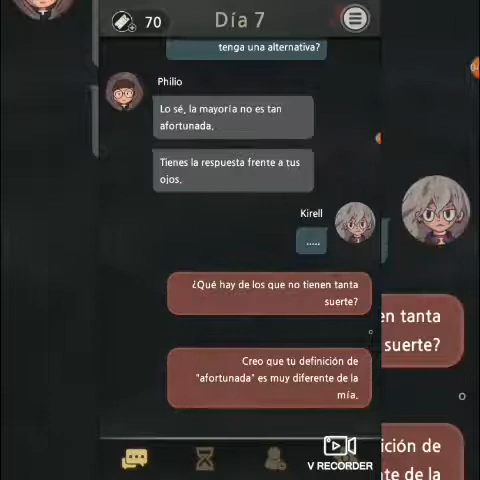 70
Día 7
tenga una alternativa?
Philio
Lo sé, la mayoría no es tan
afortunada.
Tienes la respuesta frente a tus
ojos.
Kirell
.....
¿Qué hay de los que no tienen tanta
suerte?
Creo que tu definición de
"afortunada" es muy diferente de la
mía.
en tanta
suerte?
ición de
te de la
V RECORDER